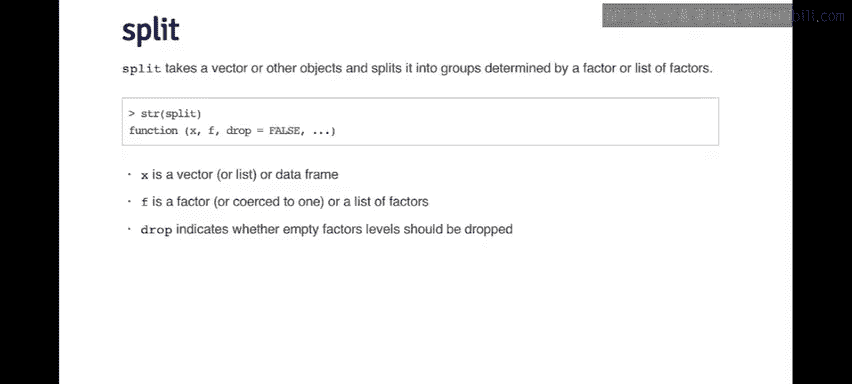 split
split takes a vector or other objects and splits it into groups determined by a factor or list of factors.
> str(split)
function (x, f, drop = FALSE, ...)
· x is a vector (or list) or data frame
· f is a factor (or coerced to one) or a list of factors
· drop indicates whether empty factors levels should be dropped